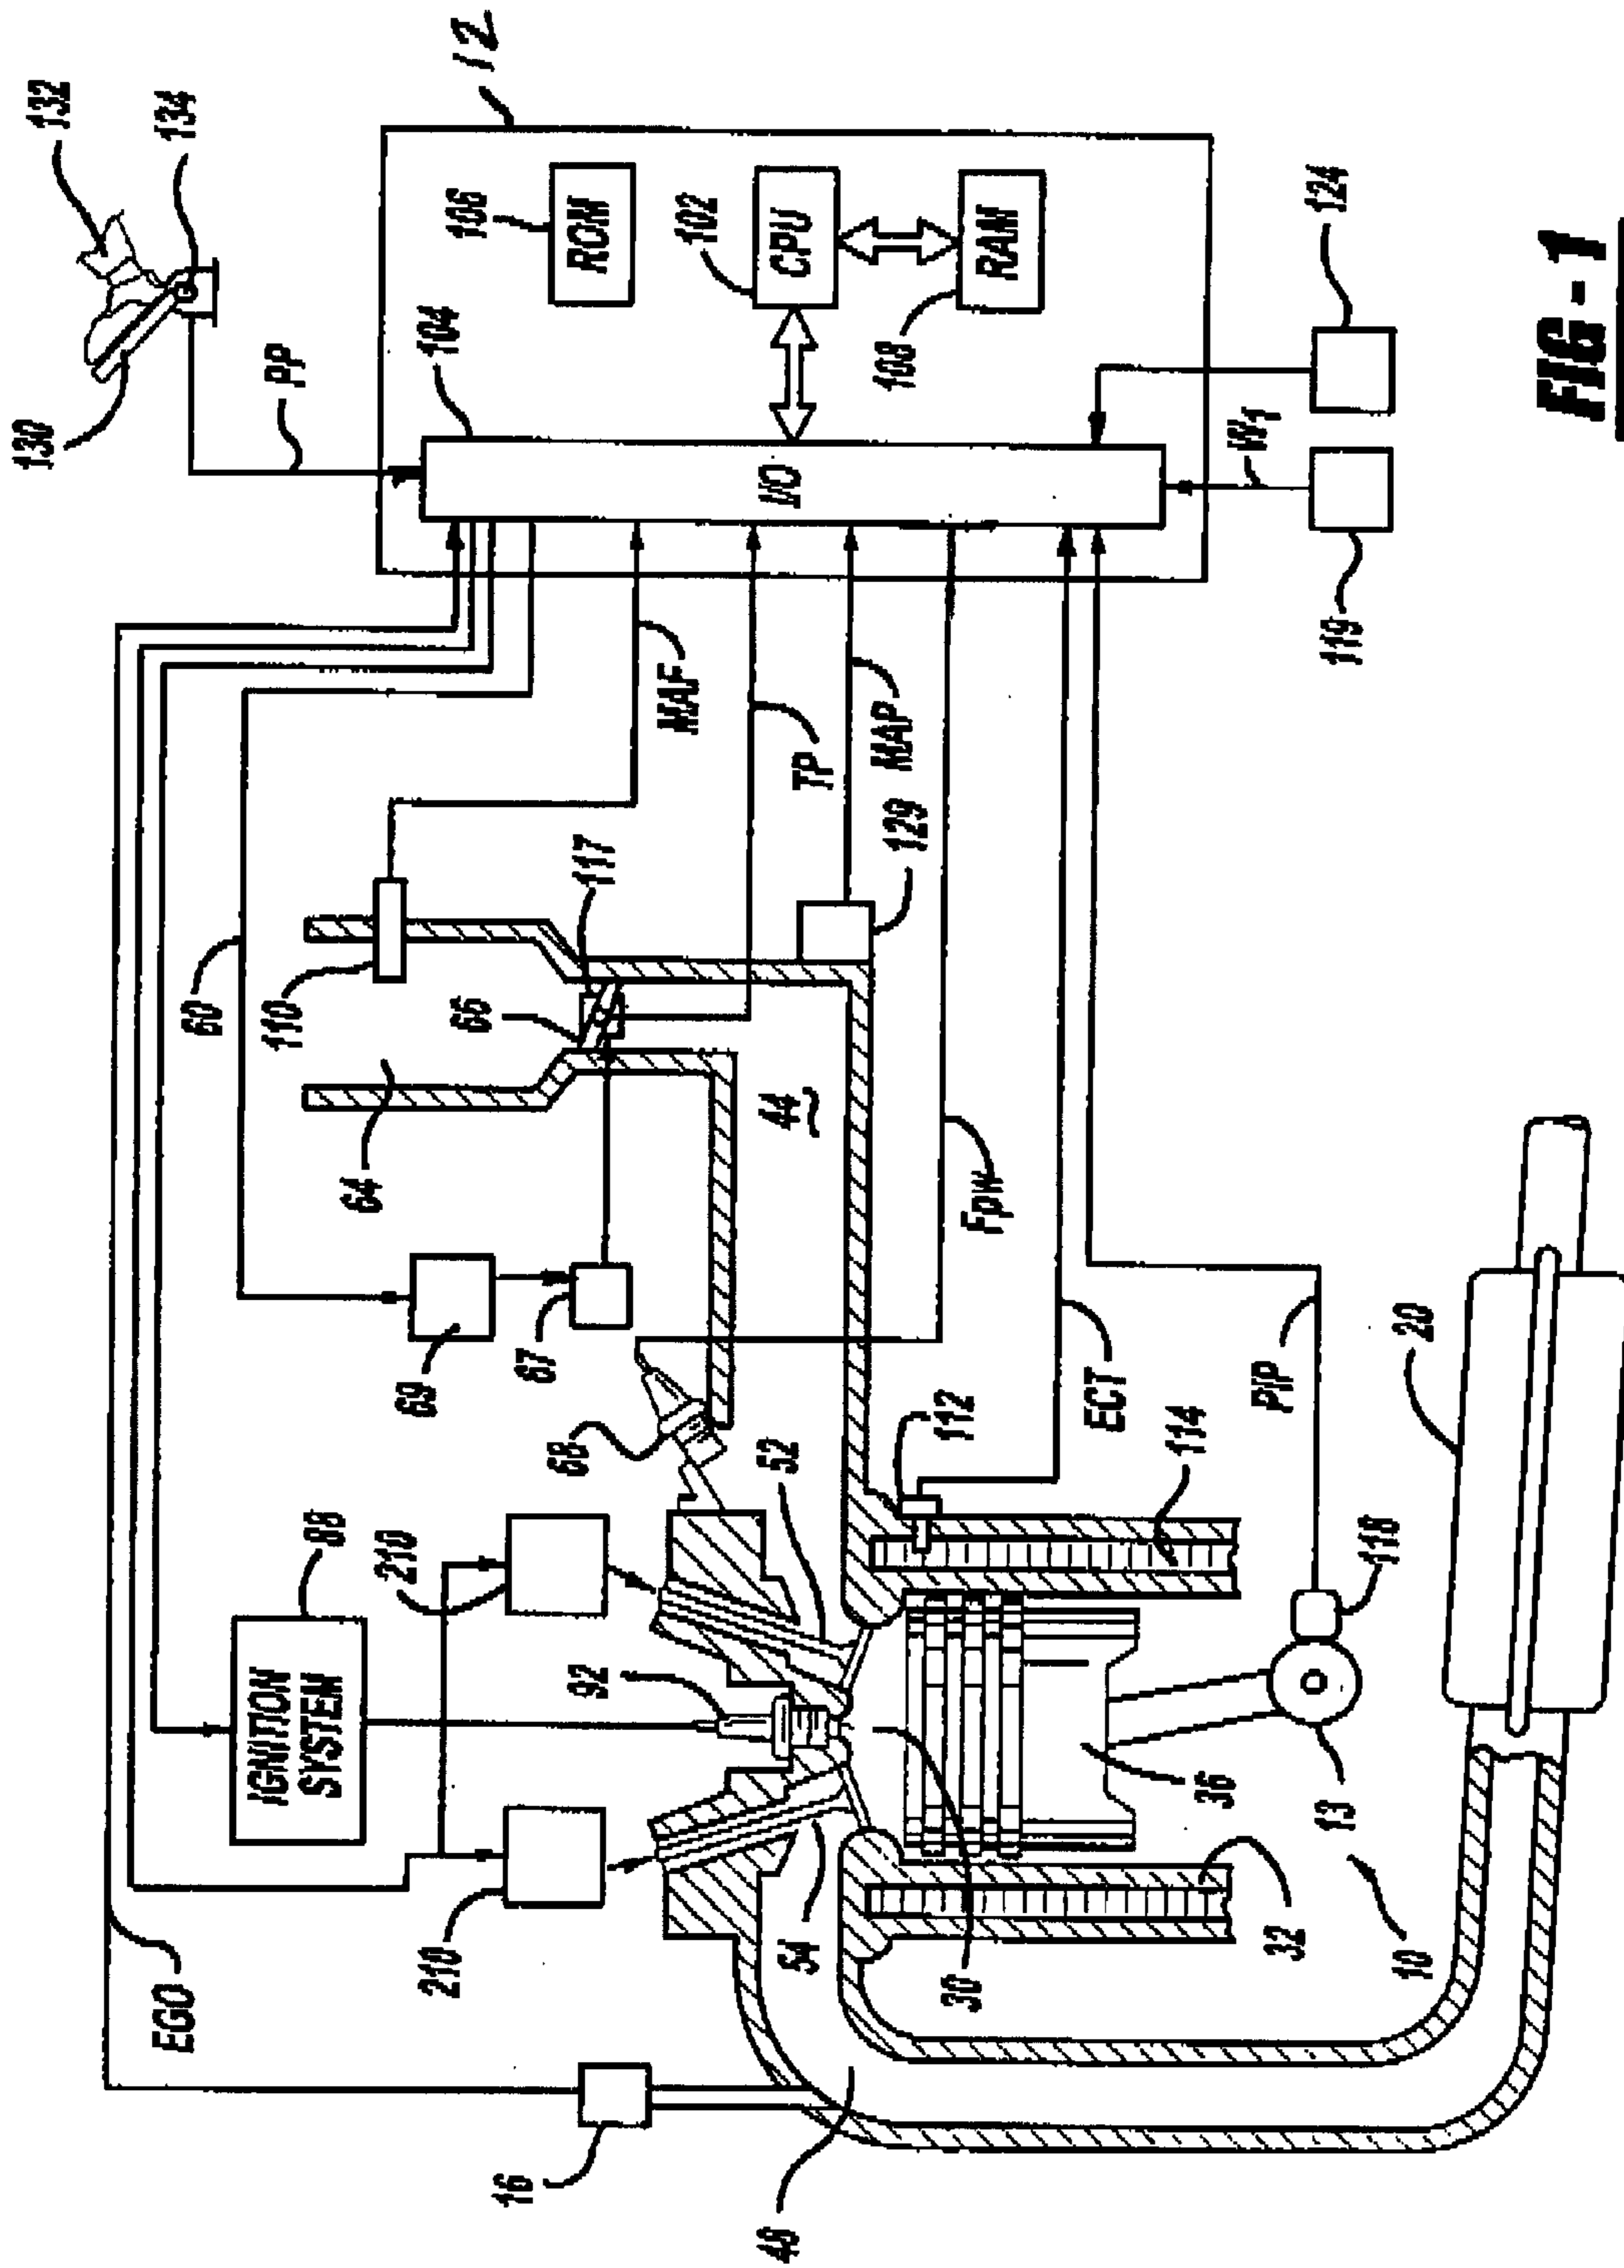 132
134
12
130
PP
104
106
ROM
102
CPU
108
RAM
I/O
124
W1
119
60
MAF
TP
MAP
129
117
110
66
64
44
Fpw
69
67
68
ECT
PIP
112
114
118
20
88
IGNITION
SYSTEM
210
92
52
210
54
30
36
13
32
10
EGO
16
48
FIG-1